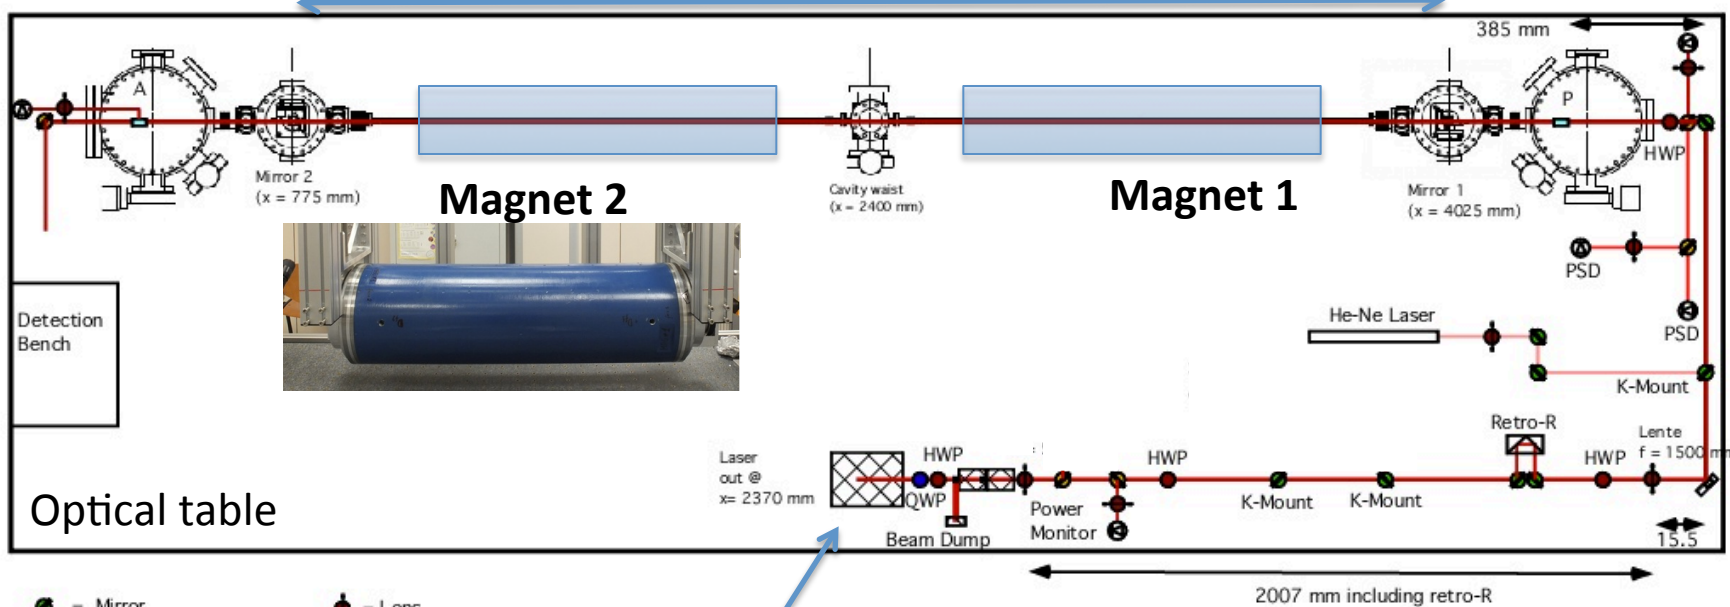 385 mm
A
P
HWP
Mirror 2
(x = 775 mm)
Magnet 2
Cavity waist
(x = 2400 mm)
Magnet 1
Mirror 1
(x = 4025 mm)
PSD
PSD
Detection
Bench
He-Ne Laser
K-Mount
Retro-R
Lente
f = 1500 mm
Laser
out @
x= 2370 mm
HWP
QWP
HWP
HWP
K-Mount
K-Mount
Power
Monitor
Beam Dump
Optical table
15.5
2007 mm including retro-R
= Mirror
= Lens